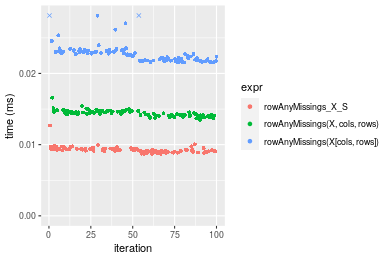 time (ms)
0.02
0.01
0.00
0
25
50
75
100
iteration
expr
rowAnyMissings_X_S
rowAnyMissings(X, cols, rows)
rowAnyMissings(X[cols, rows])